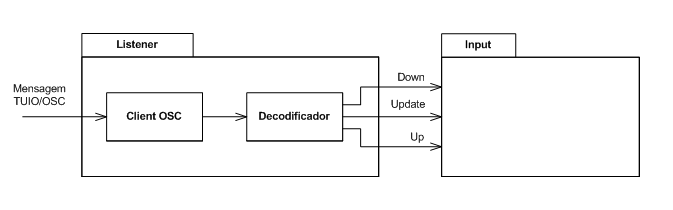 Listener
Input
Mensagem
TUIO/OSC
Client OSC
Decodificador
Down
Update
Up